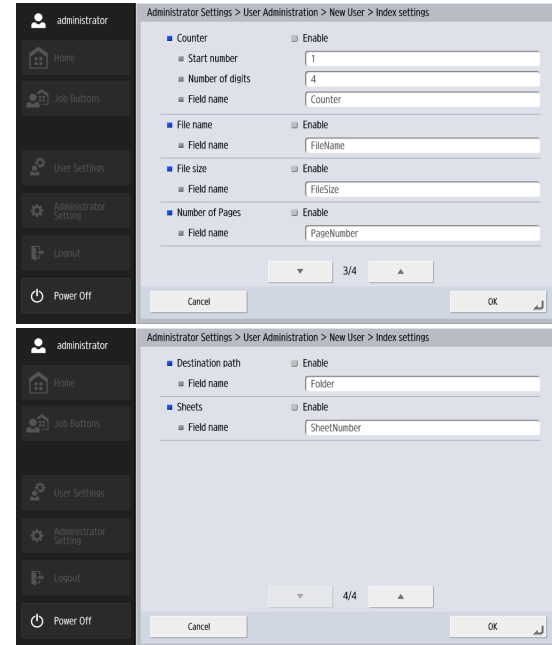 administrator
Home
Job Buttons
User Settings
Administrator
Setting
Logout
Power Off
Administrator Settings > User Administration > New User > Index settings
Counter Enable
Start number 1
Number of digits 4
Field name Counter
File name Enable
Field name FileName
File size Enable
Field name FileSize
Number of Pages Enable
Field name PageNumber
▼ 3/4 ▲
Cancel OK
administrator
Home
Job Buttons
User Settings
Administrator
Setting
Logout
Power Off
Administrator Settings > User Administration > New User > Index settings
Destination path Enable
Field name Folder
Sheets Enable
Field name SheetNumber
▼ 4/4 ▲
Cancel OK